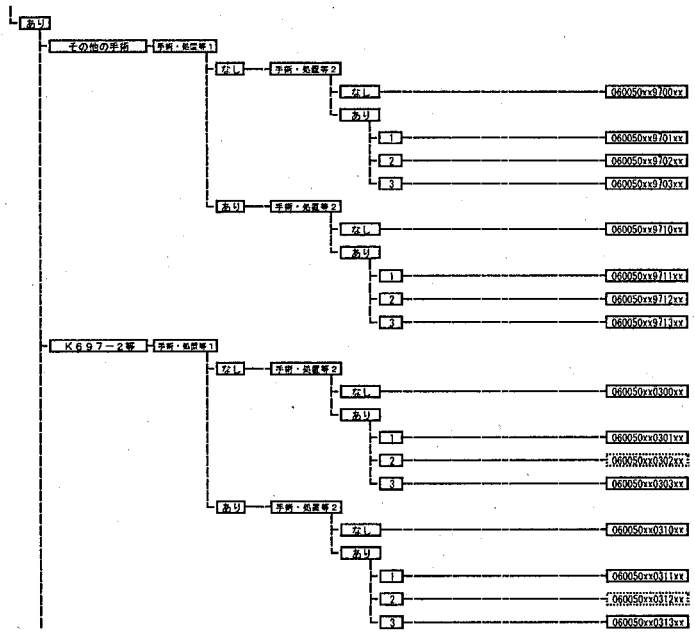 あり
その他の手術 手術・処置等1
なし 手術・処置等2
なし 060050xx9700xx
あり
1 060050xx9701xx
2 060050xx9702xx
3 060050xx9703xx
あり 手術・処置等2
なし 060050xx9710xx
あり
1 060050xx9711xx
2 060050xx9712xx
3 060050xx9713xx
K697-2等 手術・処置等1
なし 手術・処置等2
なし 060050xx0300xx
あり
1 060050xx0301xx
2 060050xx0302xx
3 060050xx0303xx
あり 手術・処置等2
なし 060050xx0310xx
あり
1 060050xx0311xx
2 060050xx0312xx
3 060050xx0313xx